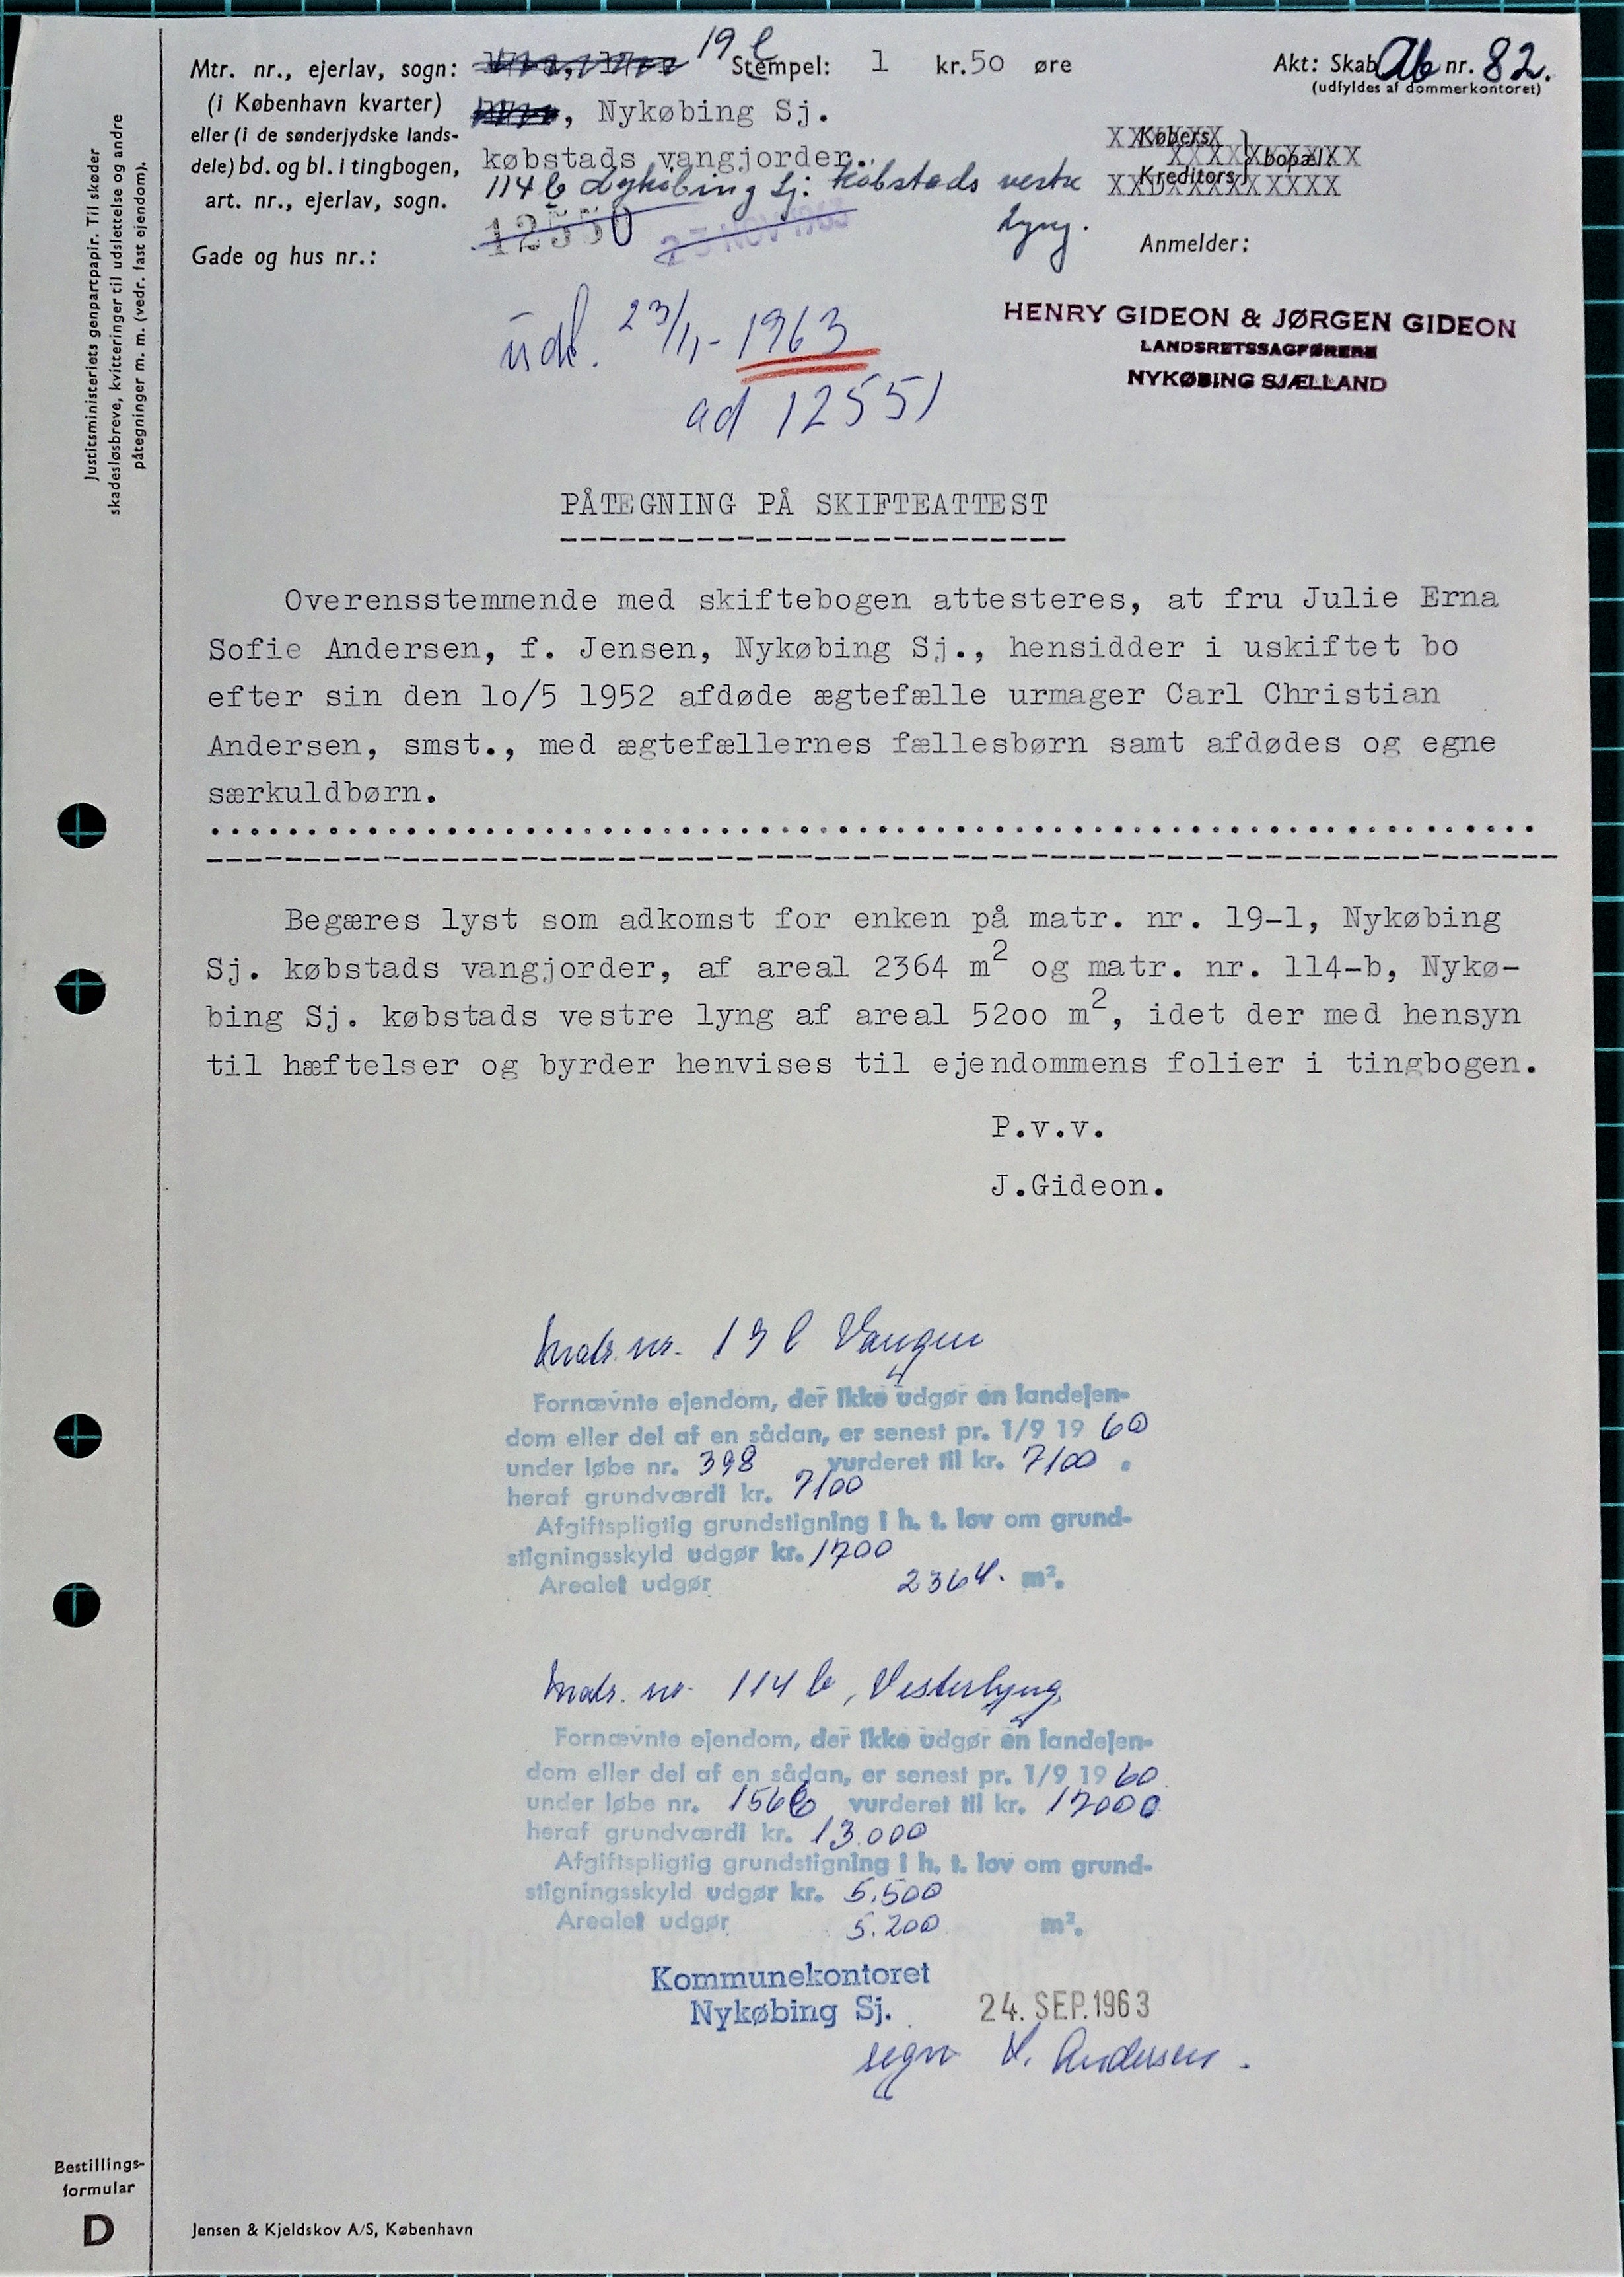 Mtr. nr., ejerlav, sogn: 19 l Stempel: 1 kr. 50 øre Akt: Skab Ab nr. 82.
(i København kvarter) , Nykøbing Sj. (udfyldes af dommerkontoret)
eller (i de sønderjydske lands- købstads vangjorder. Købers
dele) bd. og bl. i tingbogen, 114 b Nykøbing Sj. Købstads vestre bopæl:
art. nr., ejerlav, sogn. Lyng. Kreditors
12550 23 NOV 1963
Gade og hus nr.: Anmelder:
HENRY GIDEON & JØRGEN GIDEON
LANDSRETSSAGFØRERE
NYKØBING SJÆLLAND
udl. 23/11 - 1963
ad 12551
Justitsministeriets genpartpapir. Til skøder
skadesløsbreve, kvitteringer til udslettelse og andre
påtegninger m. m. (vedr. fast ejendom).
PÅTEGNING PÅ SKIFTEATTEST
Overensstemmende med skiftebogen attesteres, at fru Julie Erna
Sofie Andersen, f. Jensen, Nykøbing Sj., hensidder i uskiftet bo
efter sin den 1o/5 1952 afdøde ægtefælle urmager Carl Christian
Andersen, smst., med ægtefællernes fællesbørn samt afdødes og egne
særkuldbørn.
Begæres lyst som adkomst for enken på matr. nr. 19-l, Nykøbing
Sj. købstads vangjorder, af areal 2364 m² og matr. nr. 114-b, Nykø-
bing Sj. købstads vestre lyng af areal 52oo m², idet der med hensyn
til hæftelser og byrder henvises til ejendommens folier i tingbogen.
P.v.v.
J.Gideon.
Matr. nr. 19 l Vangen
Fornævnte ejendom, der ikke udgør en landejen-
dom eller del af en sådan, er senest pr. 1/9 19 60
under løbe nr. 398 vurderet til kr. 7100 .
heraf grundværdi kr. 7100
Afgiftspligtig grundstigning i h. t. lov om grund-
stigningsskyld udgør kr. 1700
Arealet udgør 2364. m².
Matr. nr. 114 b, Vesterlyng
Fornævnte ejendom, der ikke udgør en landejen-
dom eller del af en sådan, er senest pr. 1/9 19 60
under løbe nr. vurderet til kr. 17000
heraf grundværdi kr. 13.000
Afgiftspligtig grundstigning i h. t. lov om grund-
stigningsskyld udgør kr. 5.500
Arealet udgør 5.200 m².
Kommunekontoret
Nykøbing Sj. 24. SEP. 1963
sign Andersen.
Bestillings-
formular
D
Jensen & Kjeldskov A/S, København